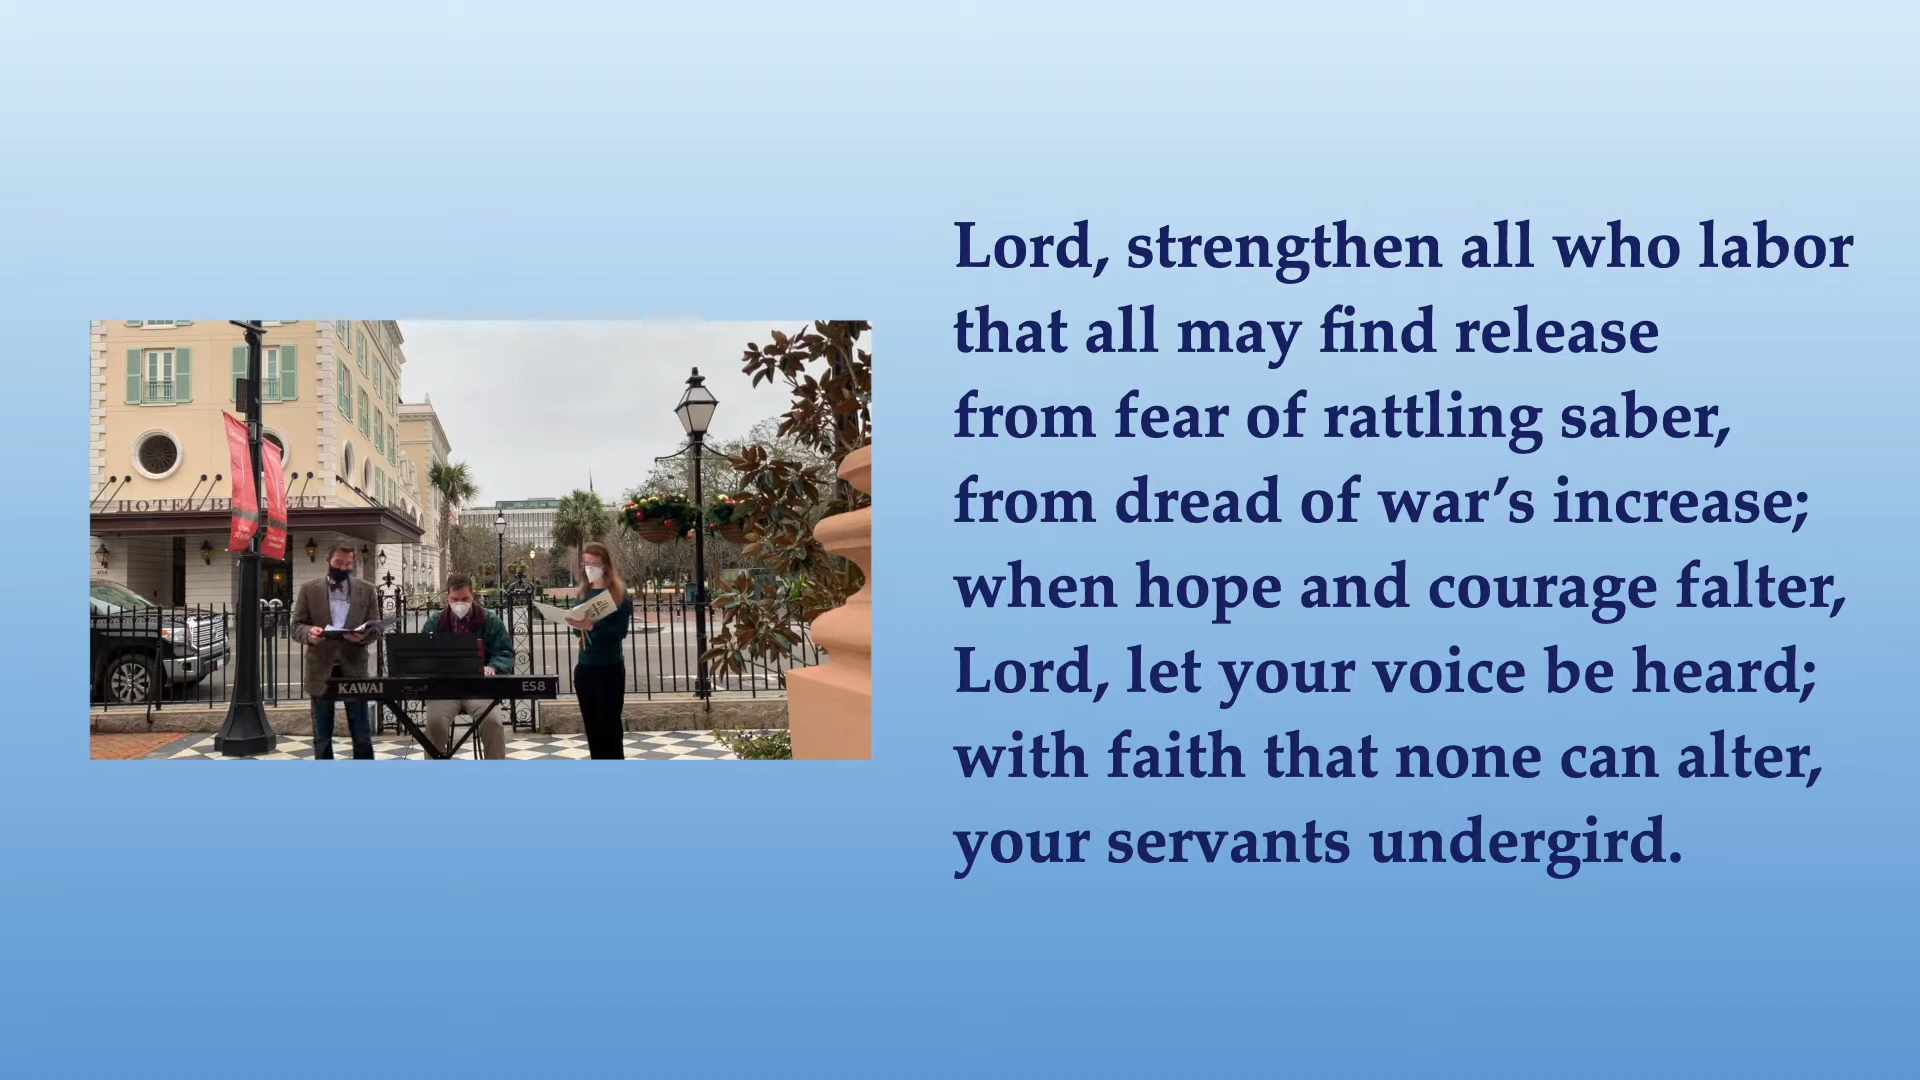 HOTEL BENNETT
KAWAI
ES8
Lord, strengthen all who labor
that all may find release
from fear of rattling saber,
from dread of war’s increase;
when hope and courage falter,
Lord, let your voice be heard;
with faith that none can alter,
your servants undergird.